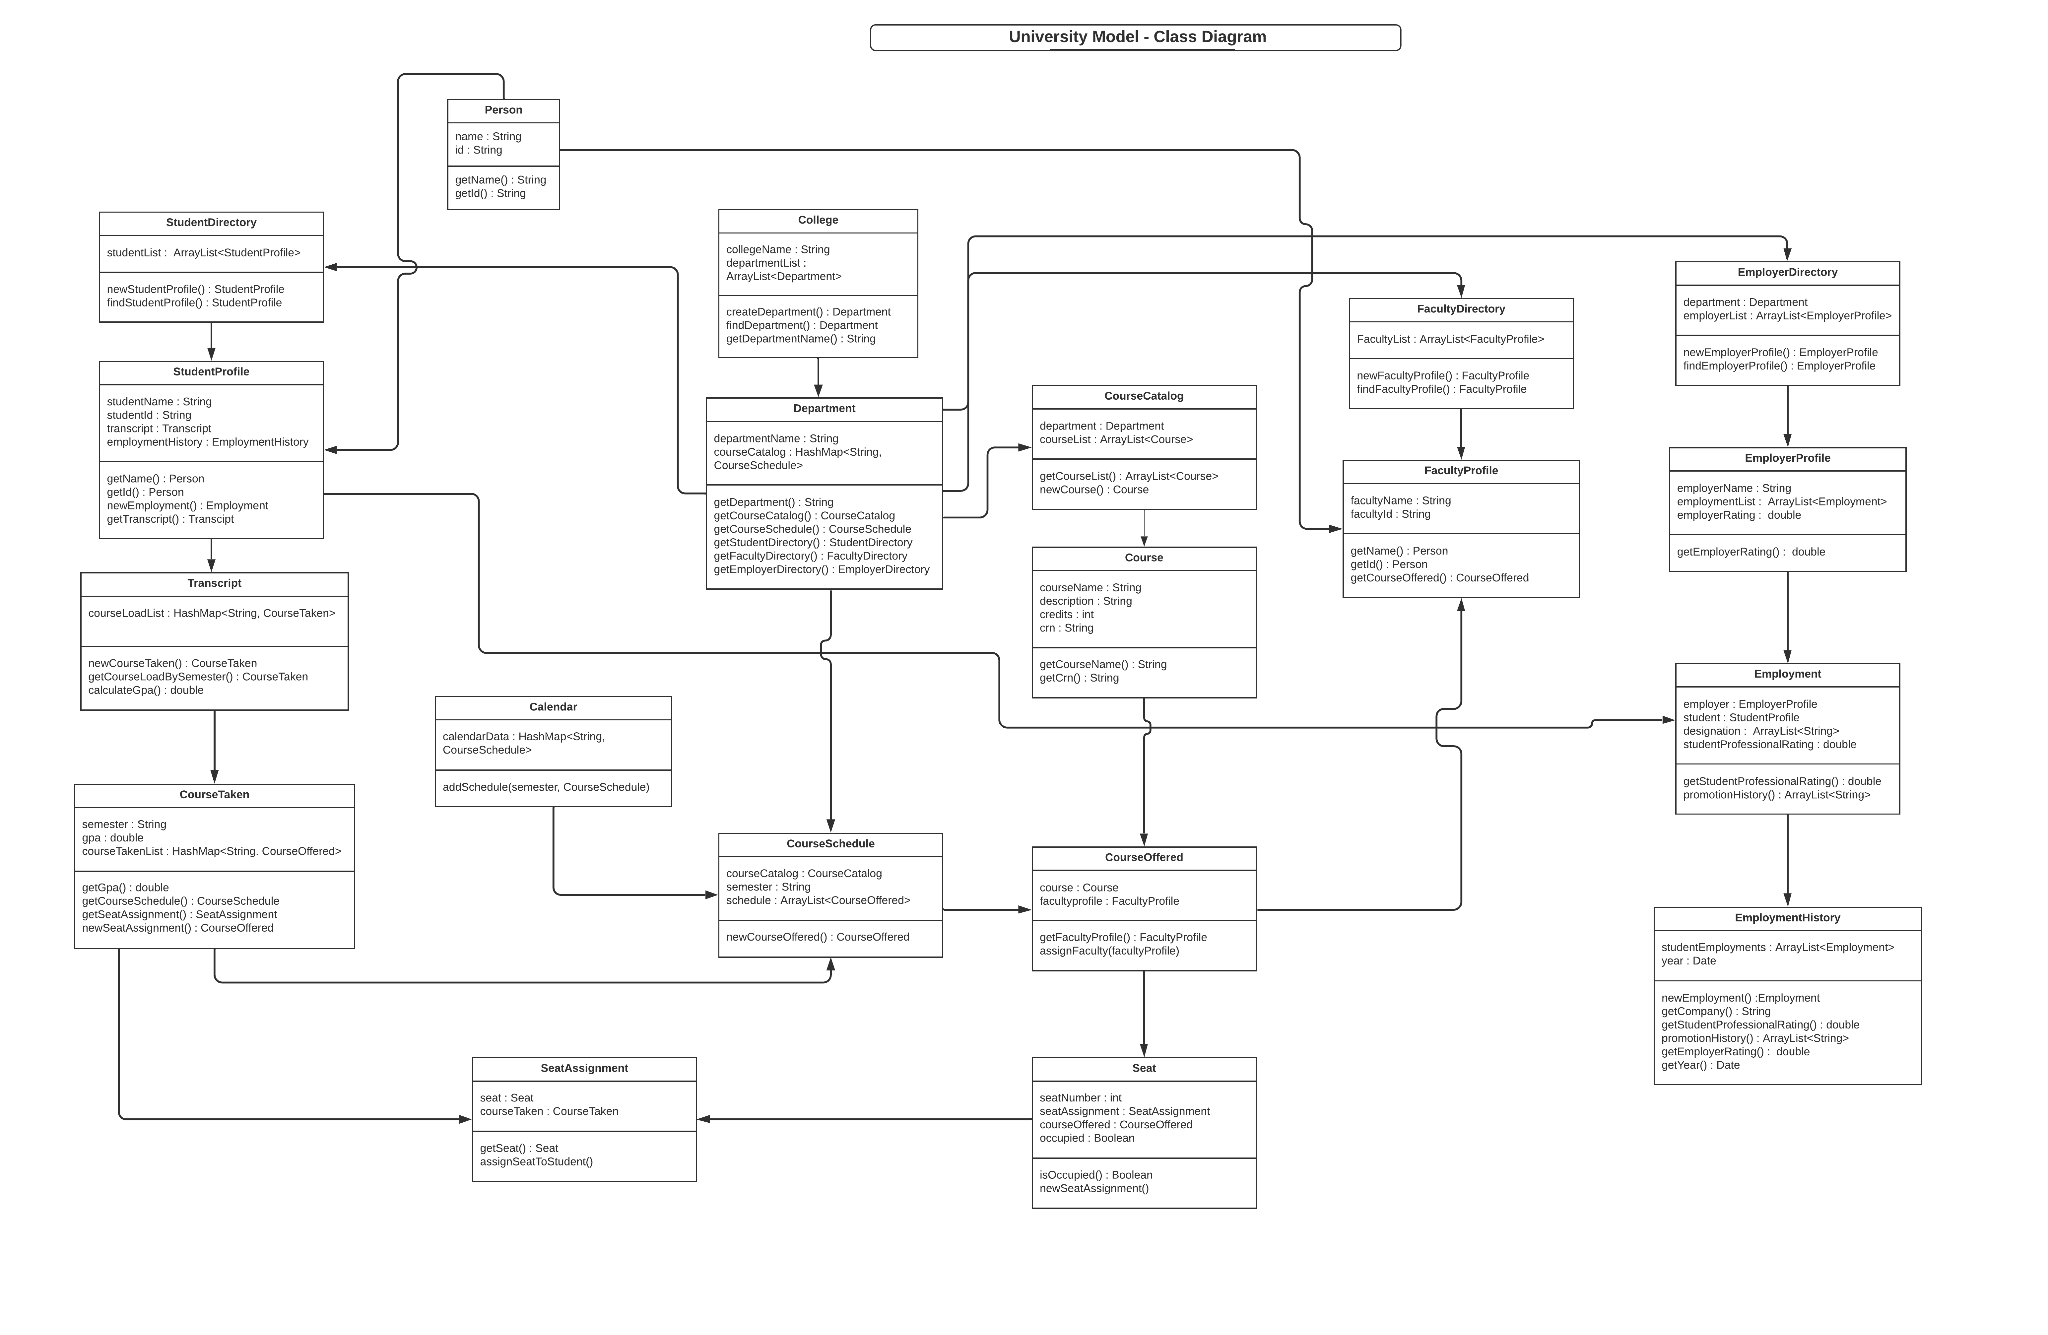 University Model - Class Diagram
Person
name : String
id : String
getName() : String
getId() : String
StudentDirectory
studentList :  ArrayList<StudentProfile>
newStudentProfile() : StudentProfile
findStudentProfile() : StudentProfile
College
collegeName : String
departmentList :
ArrayList<Department>
createDepartment() : Department
findDepartment() : Department
getDepartmentName() : String
EmployerDirectory
department : Department
employerList : ArrayList<EmployerProfile>
newEmployerProfile() : EmployerProfile
findEmployerProfile() : EmployerProfile
FacultyDirectory
FacultyList : ArrayList<FacultyProfile>
newFacultyProfile() : FacultyProfile
findFacultyProfile() : FacultyProfile
StudentProfile
studentName : String
studentId : String
transcript : Transcript
employmentHistory : EmploymentHistory
getName() : Person
getId() : Person
newEmployment() : Employment
getTranscript() : Transcipt
Department
departmentName : String
courseCatalog : HashMap<String,
CourseSchedule>
getDepartment() : String
getCourseCatalog() : CourseCatalog
getCourseSchedule() : CourseSchedule
getStudentDirectory() : StudentDirectory
getFacultyDirectory() : FacultyDirectory
getEmployerDirectory() : EmployerDirectory
CourseCatalog
department : Department
courseList : ArrayList<Course>
getCourseList() : ArrayList<Course>
newCourse() : Course
FacultyProfile
facultyName : String
facultyId : String
getName() : Person
getId() : Person
getCourseOffered() : CourseOffered
EmployerProfile
employerName : String
employmentList :  ArrayList<Employment>
employerRating :  double
getEmployerRating() :  double
Transcript
courseLoadList : HashMap<String, CourseTaken>
newCourseTaken() : CourseTaken
getCourseLoadBySemester() : CourseTaken
calculateGpa() : double
Course
courseName : String
description : String
credits : int
crn : String
getCourseName() : String
getCrn() : String
Employment
employer : EmployerProfile
student : StudentProfile
designation :  ArrayList<String>
studentProfessionalRating : double
getStudentProfessionalRating() : double
promotionHistory() : ArrayList<String>
Calendar
calendarData : HashMap<String,
CourseSchedule>
addSchedule(semester, CourseSchedule)
CourseTaken
semester : String
gpa : double
courseTakenList : HashMap<String. CourseOffered>
getGpa() : double
getCourseSchedule() : CourseSchedule
getSeatAssignment() : SeatAssignment
newSeatAssignment() : CourseOffered
CourseSchedule
courseCatalog : CourseCatalog
semester : String
schedule : ArrayList<CourseOffered>
newCourseOffered() : CourseOffered
CourseOffered
course : Course
facultyprofile : FacultyProfile
getFacultyProfile() : FacultyProfile
assignFaculty(facultyProfile)
EmploymentHistory
studentEmployments : ArrayList<Employment>
year : Date
newEmployment() :Employment
getCompany() : String
getStudentProfessionalRating() : double
promotionHistory() : ArrayList<String>
getEmployerRating() :  double
getYear() : Date
SeatAssignment
seat : Seat
courseTaken : CourseTaken
getSeat() : Seat
assignSeatToStudent()
Seat
seatNumber : int
seatAssignment : SeatAssignment
courseOffered : CourseOffered
occupied : Boolean
isOccupied() : Boolean
newSeatAssignment()